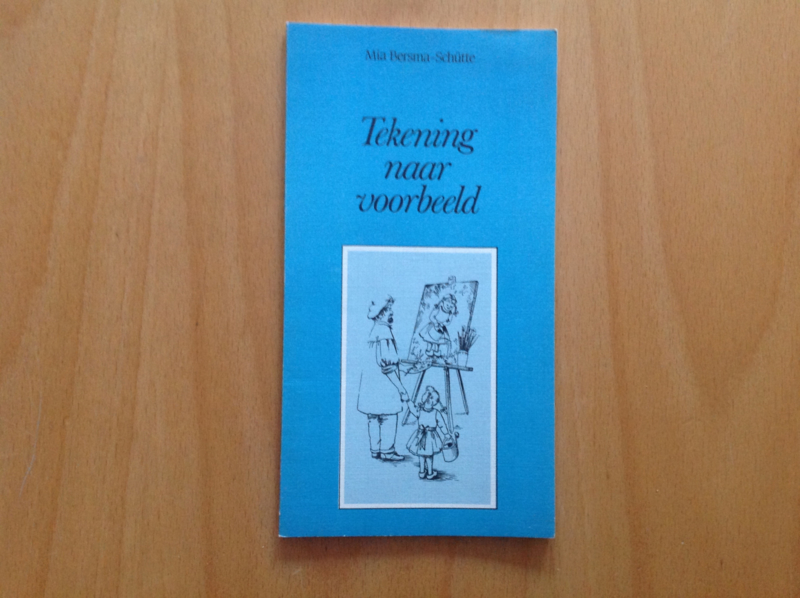 Mia Bersma-Schütte
Tekening
naar
voorbeeld